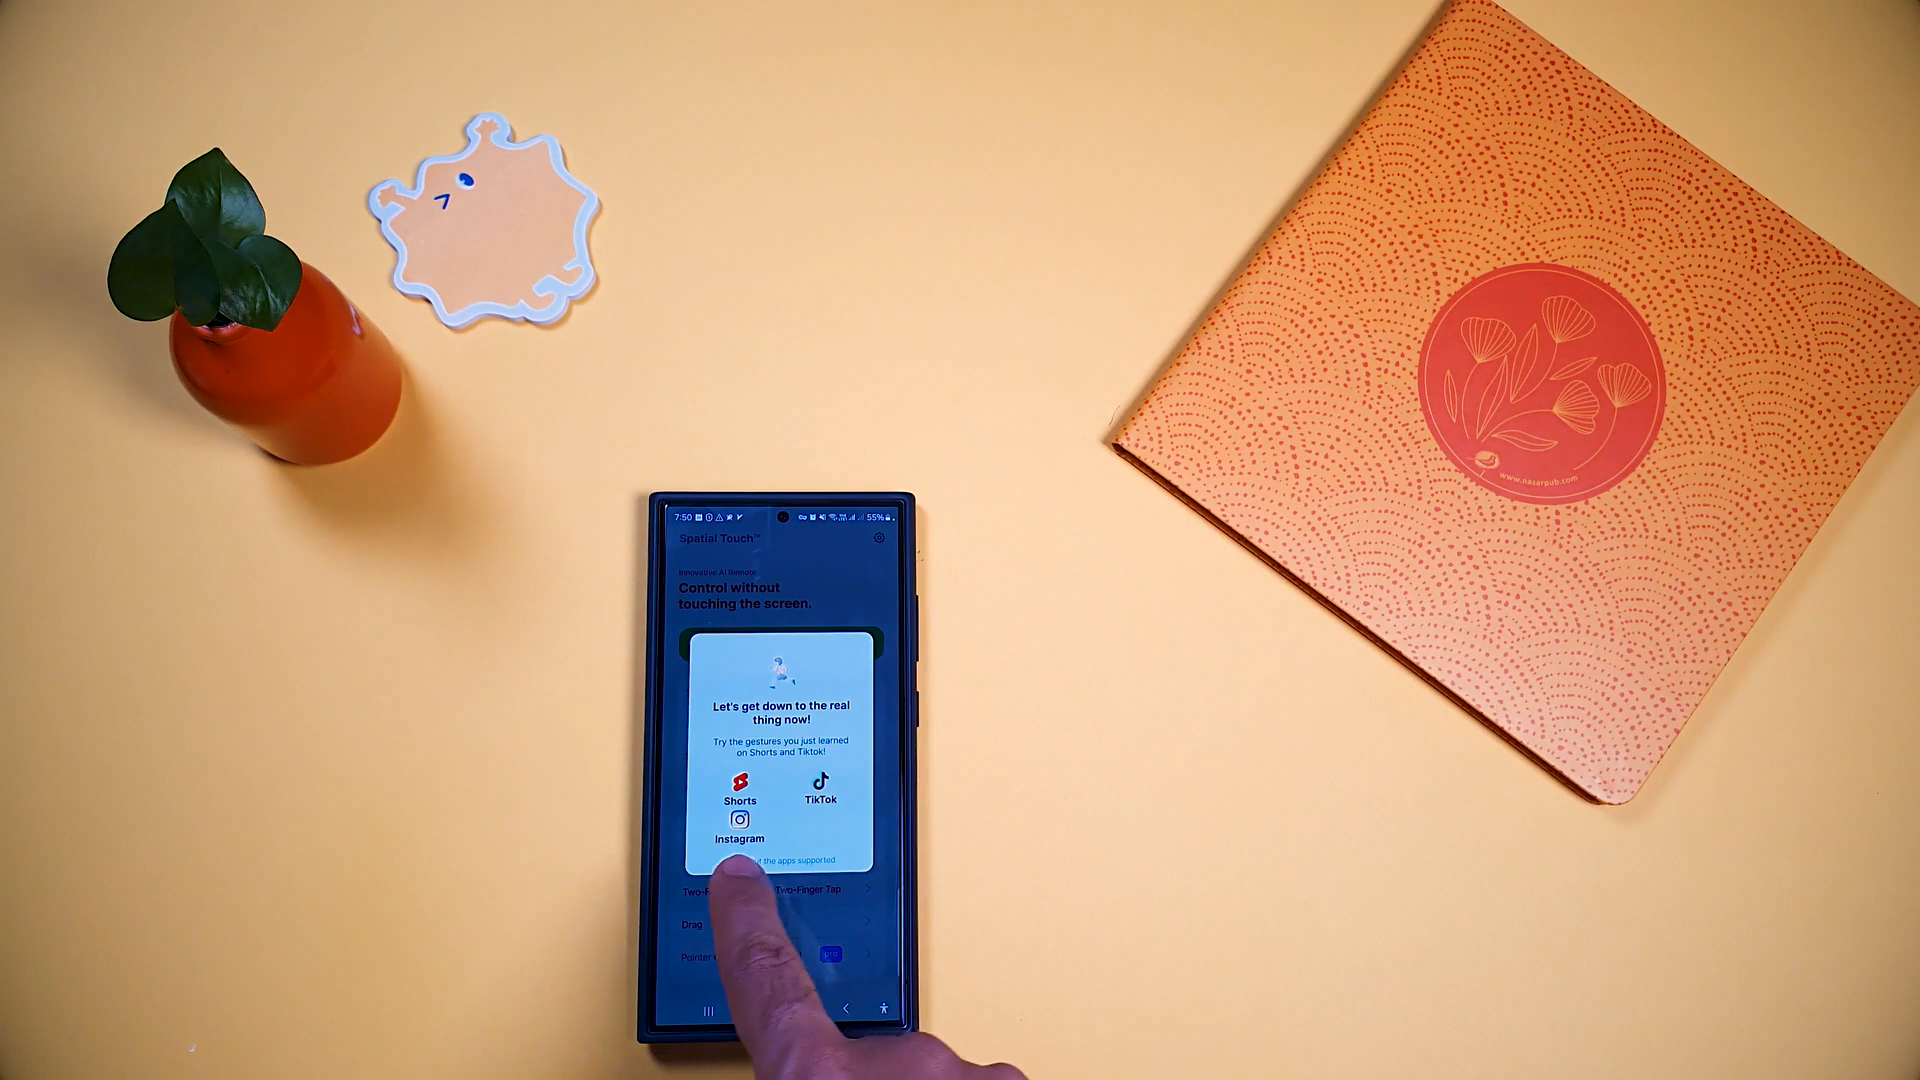 7:50
55%
Spatial Touch™
Innovative AI Remote
Control without
touching the screen.
Let's get down to the real
thing now!
Try the gestures you just learned
on Shorts and Tiktok!
Shorts
TikTok
Instagram
the apps supported
Two-Finger Tap
Drag
Pointer
pro
www.nazarpub.com